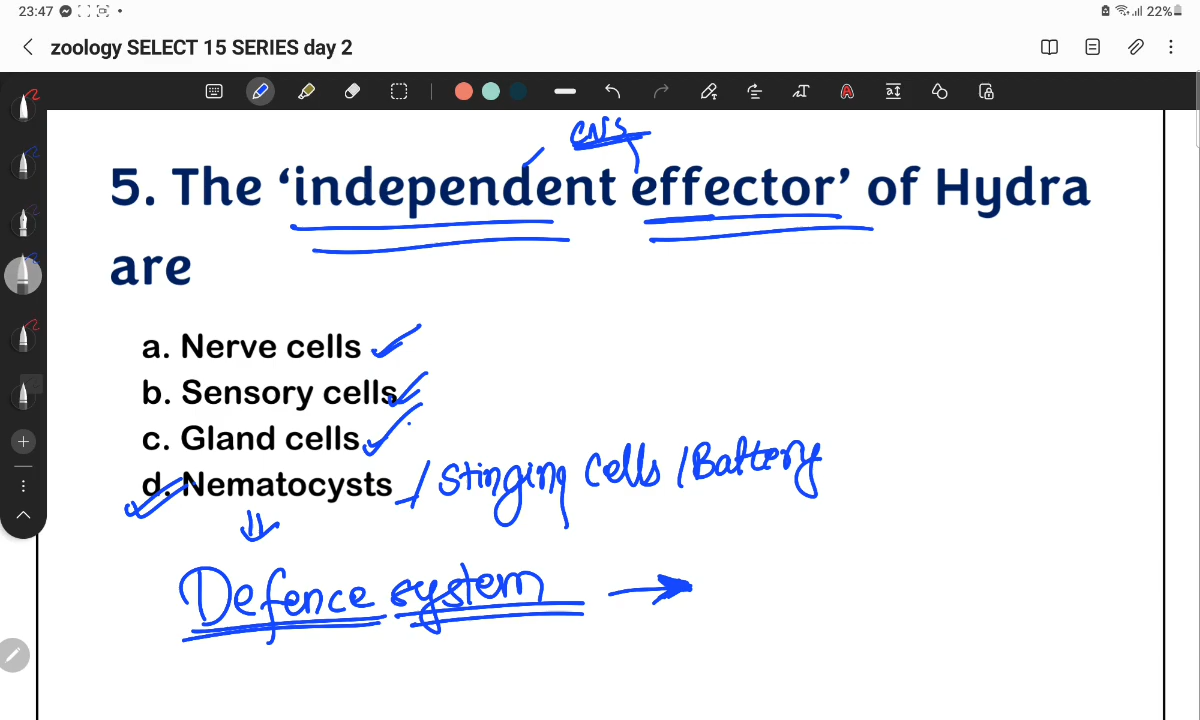 23:47 22%
zoology SELECT 15 SERIES day 2
CNS
5. The ‘independent effector’ of Hydra
are
a. Nerve cells
b. Sensory cells
c. Gland cells
d. Nematocysts / Stinging cells / Battery
Defence system